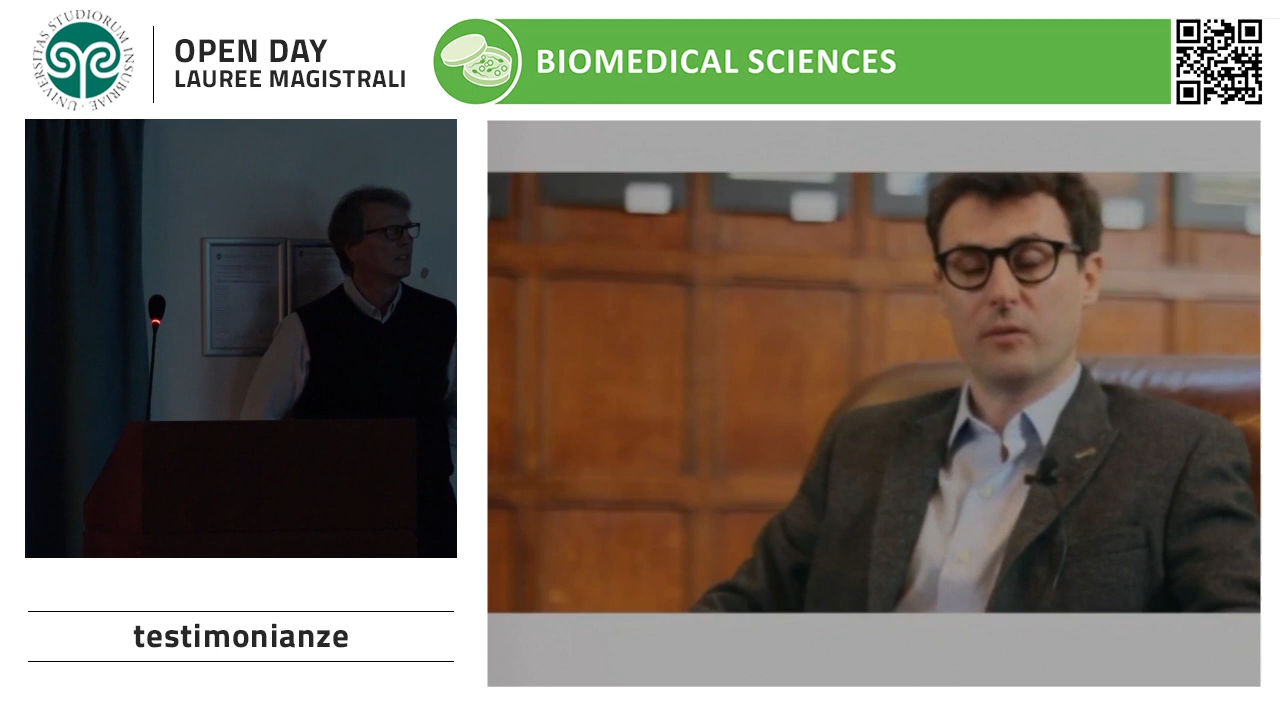 UNIVERSITAS STUDIORUM INSUBRIAE
OPEN DAY
LAUREE MAGISTRALI
BIOMEDICAL SCIENCES
testimonianze